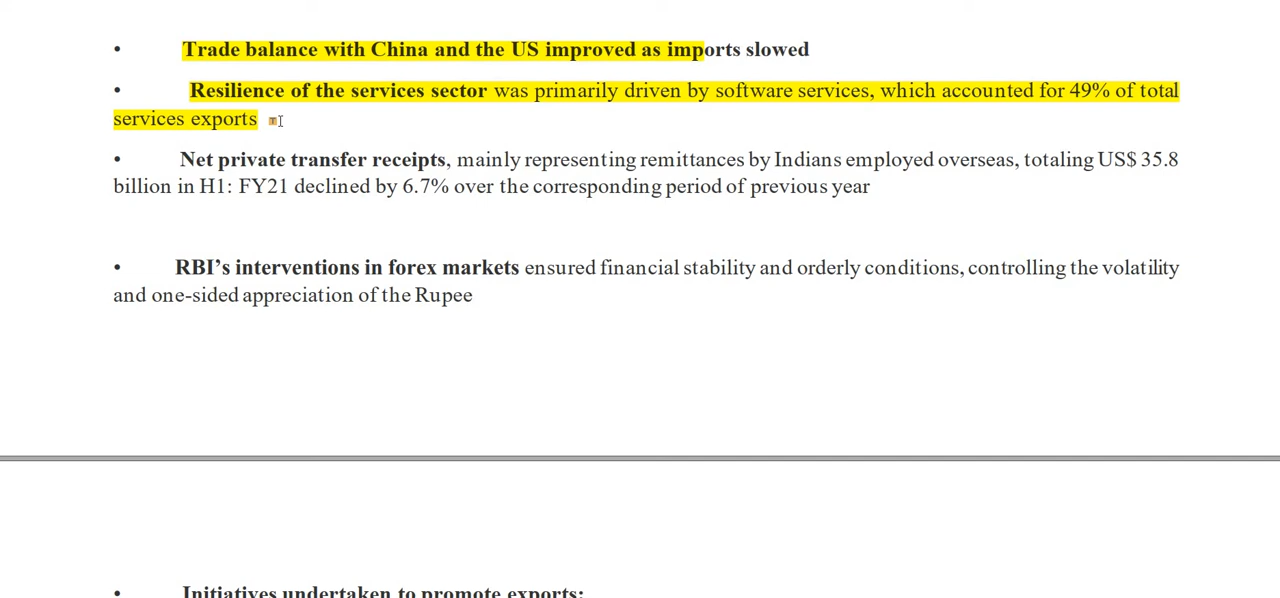 • Trade balance with China and the US improved as imports slowed
• Resilience of the services sector was primarily driven by software services, which accounted for 49% of total
services exports
• Net private transfer receipts, mainly representing remittances by Indians employed overseas, totaling US$ 35.8
billion in H1: FY21 declined by 6.7% over the corresponding period of previous year
• RBI’s interventions in forex markets ensured financial stability and orderly conditions, controlling the volatility
and one-sided appreciation of the Rupee
• Initiatives undertaken to promote exports: